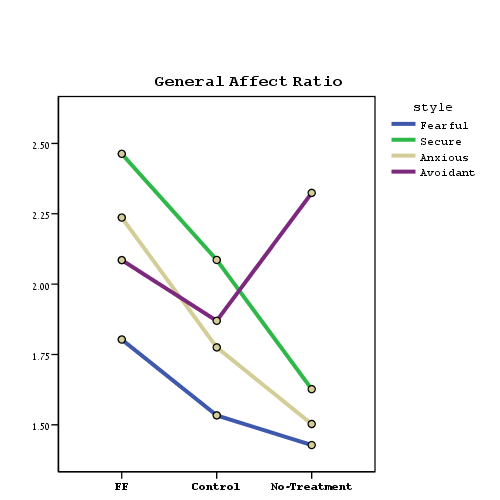 General Affect Ratio
style
Fearful
Secure
Anxious
Avoidant
2.50
2.25
2.00
1.75
1.50
FF Control No-Treatment